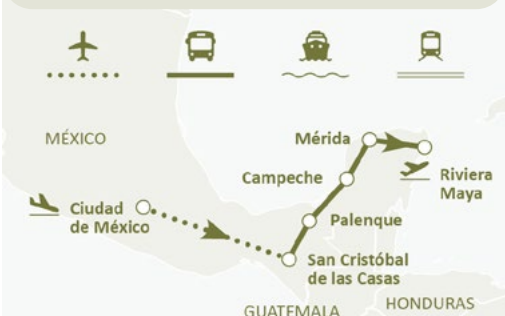 MÉXICO
Mérida
Campeche
Riviera
Maya
Ciudad
de México
Palenque
San Cristóbal
de las Casas
GUATEMALA
HONDURAS